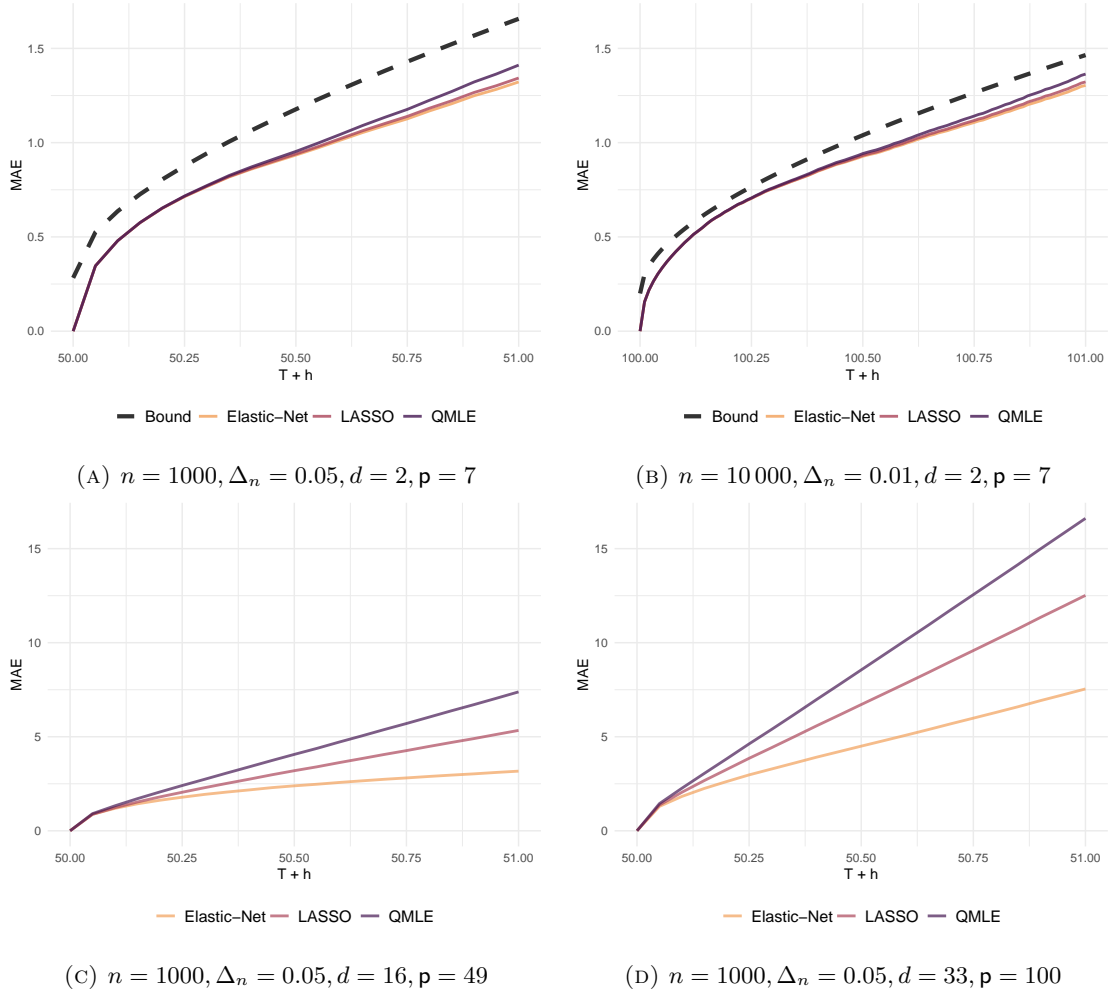 MAE
1.5
1.0
0.5
0.0
50.00 50.25 50.50 50.75 51.00
T + h
Bound Elastic-Net LASSO QMLE
(A) n = 1000, Δn = 0.05, d = 2, p = 7
MAE
1.5
1.0
0.5
0.0
100.00 100.25 100.50 100.75 101.00
T + h
Bound Elastic-Net LASSO QMLE
(B) n = 10 000, Δn = 0.01, d = 2, p = 7
MAE
15
10
5
0
50.00 50.25 50.50 50.75 51.00
T + h
Elastic-Net LASSO QMLE
(C) n = 1000, Δn = 0.05, d = 16, p = 49
MAE
15
10
5
0
50.00 50.25 50.50 50.75 51.00
T + h
Elastic-Net LASSO QMLE
(D) n = 1000, Δn = 0.05, d = 33, p = 100